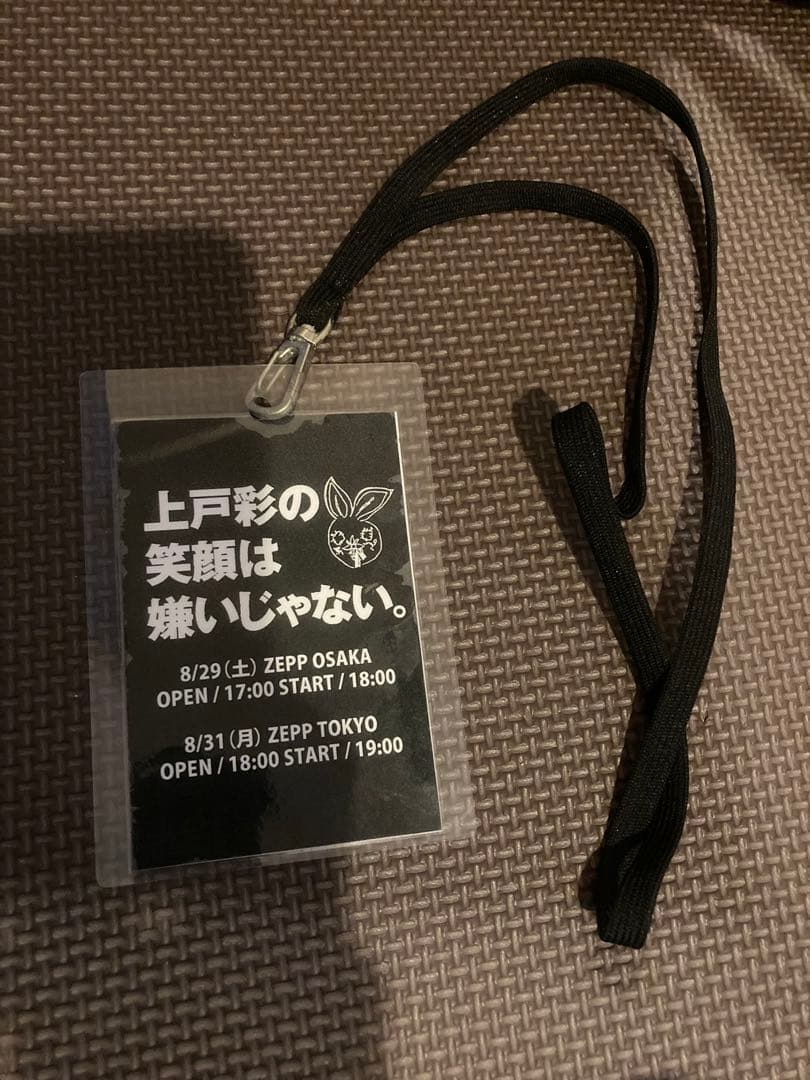 上戸彩の
笑顔は
嫌いじゃない。
8/29(土) ZEPP OSAKA
OPEN / 17:00 START / 18:00
8/31(月) ZEPP TOKYO
OPEN / 18:00 START / 19:00